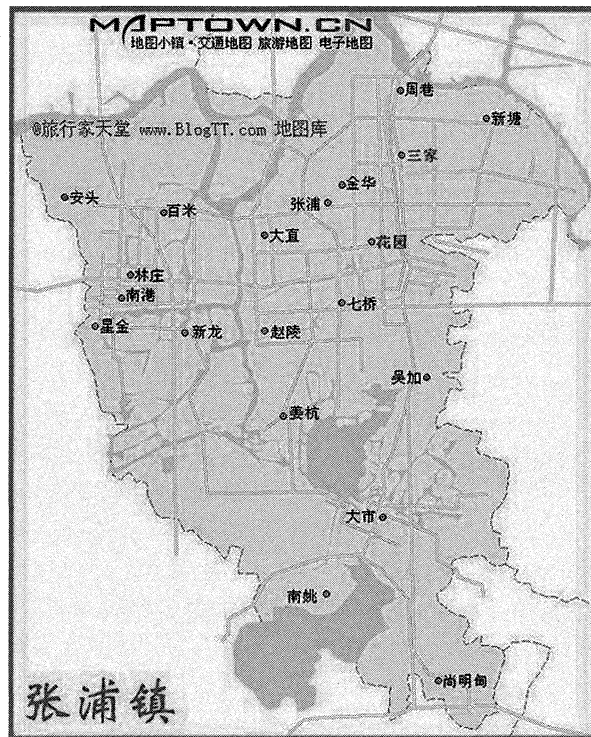 MAPTOWN.CN
地图小镇·交通地图 旅游地图 电子地图
周巷
新塘
@旅行家天堂 www.BlogTT.com 地图库
三家
金华
安头
张浦
百米
大直
花园
林庄
南港
七桥
星金
新龙
赵陵
吴加
姜杭
大市
南姚
尚明甸
张浦镇